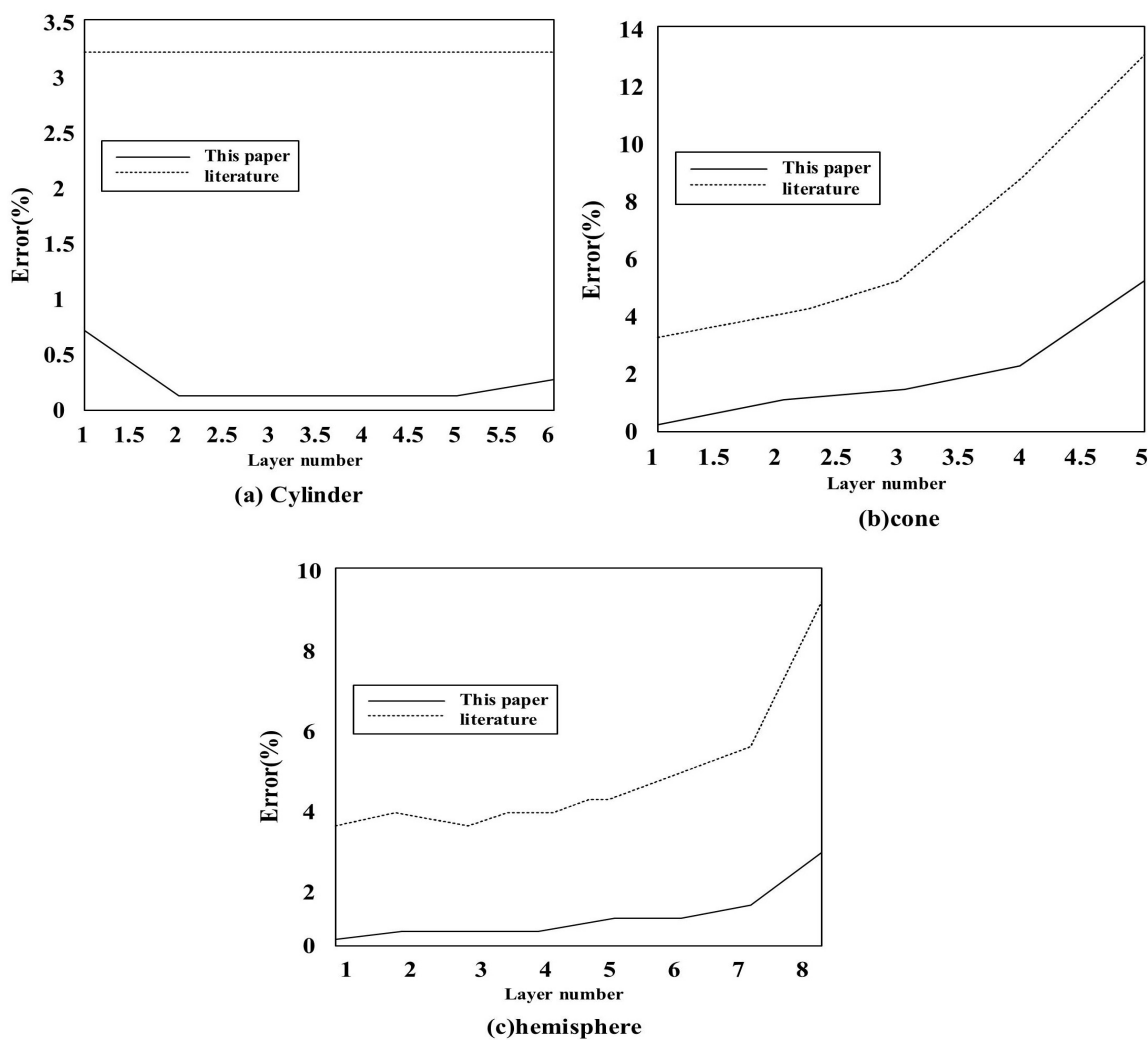 3.5
3
2.5
2
1.5
1
0.5
0
Error(%)
This paper
literature
1 1.5 2 2.5 3 3.5 4 4.5 5 5.5 6
Layer number
(a) Cylinder
14
12
10
8
6
4
2
0
Error(%)
This paper
literature
1 1.5 2 2.5 3 3.5 4 4.5 5
Layer number
(b)cone
10
8
6
4
2
0
Error(%)
This paper
literature
1 2 3 4 5 6 7 8
Layer number
(c)hemisphere